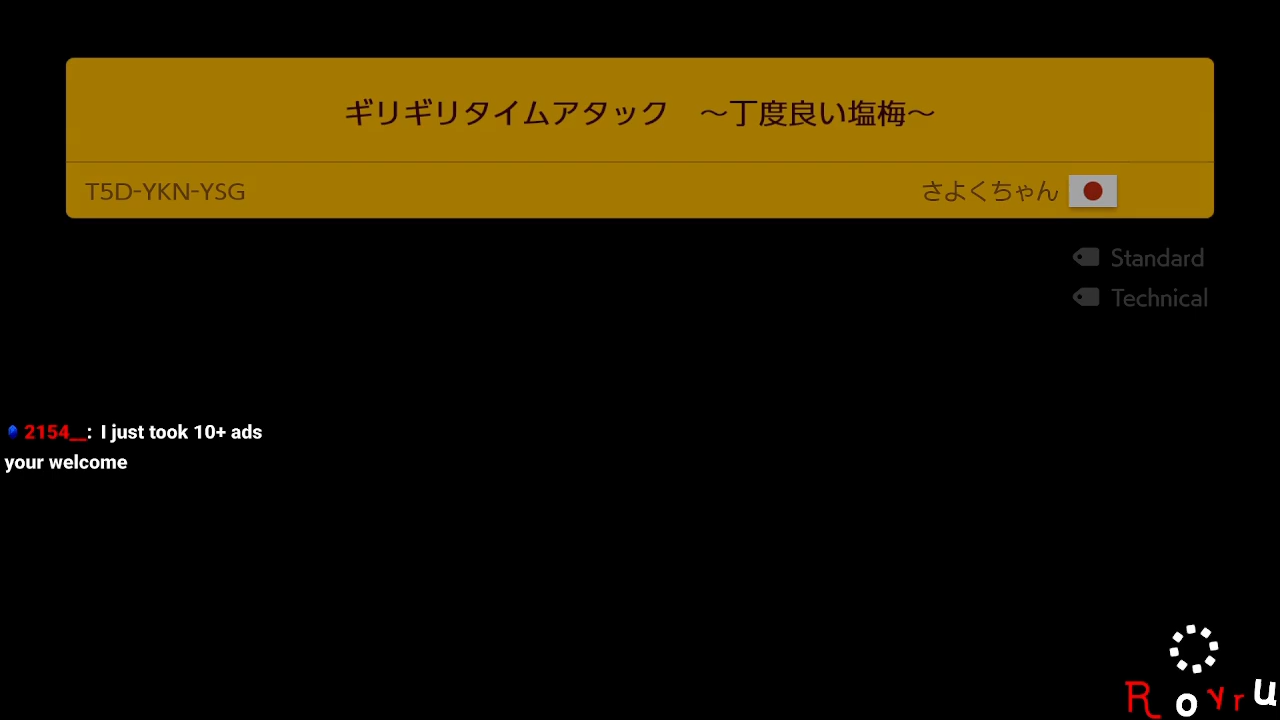 ギリギリタイムアタック　～丁度良い塩梅～
T5D-YKN-YSG
さよくちゃん
Standard
Technical
2154__: I just took 10+ ads
your welcome
Royru